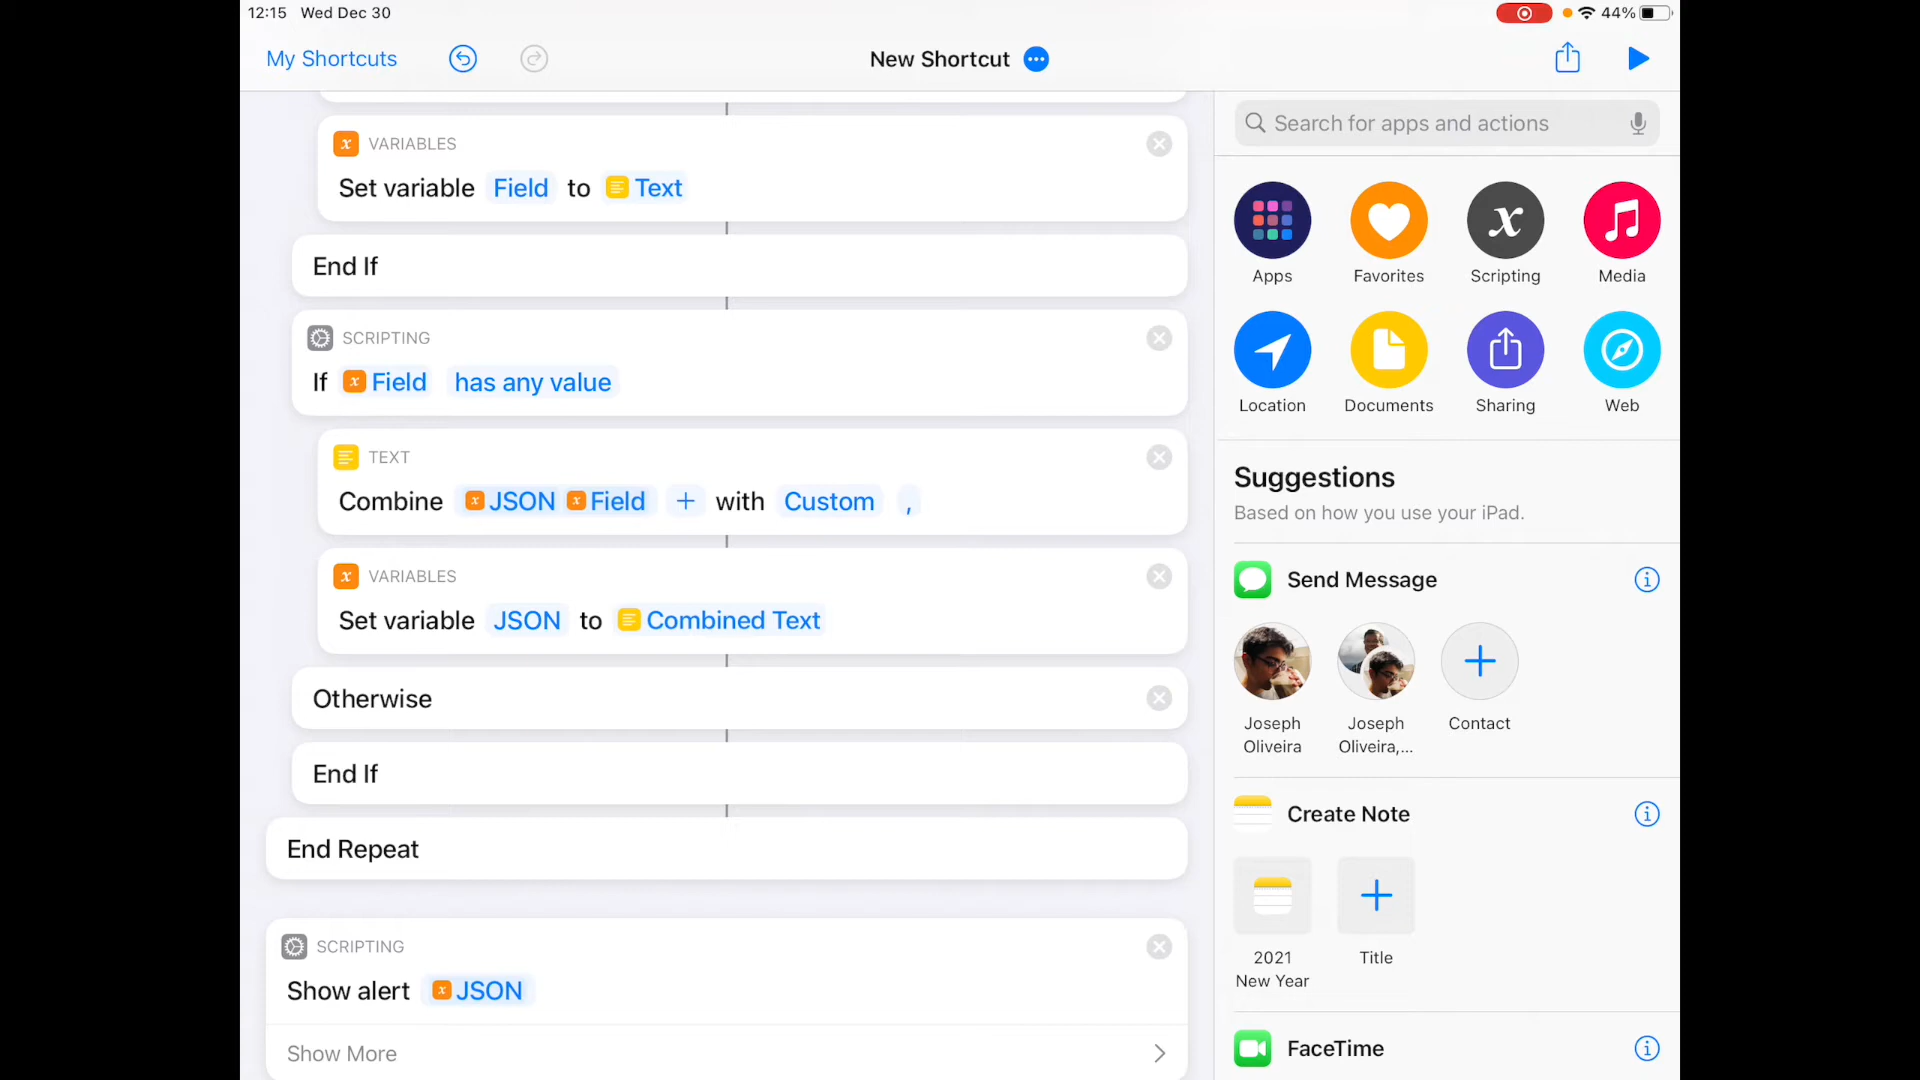 12:15 Wed Dec 30
44%
My Shortcuts
New Shortcut
VARIABLES
Set variable Field to Text
End If
SCRIPTING
If Field has any value
TEXT
Combine JSON Field + with Custom ,
VARIABLES
Set variable JSON to Combined Text
Otherwise
End If
End Repeat
SCRIPTING
Show alert JSON
Show More
Search for apps and actions
Apps
Favorites
Scripting
Media
Location
Documents
Sharing
Web
Suggestions
Based on how you use your iPad.
Send Message
Joseph
Oliveira
Joseph
Oliveira,...
Contact
Create Note
2021
New Year
Title
FaceTime